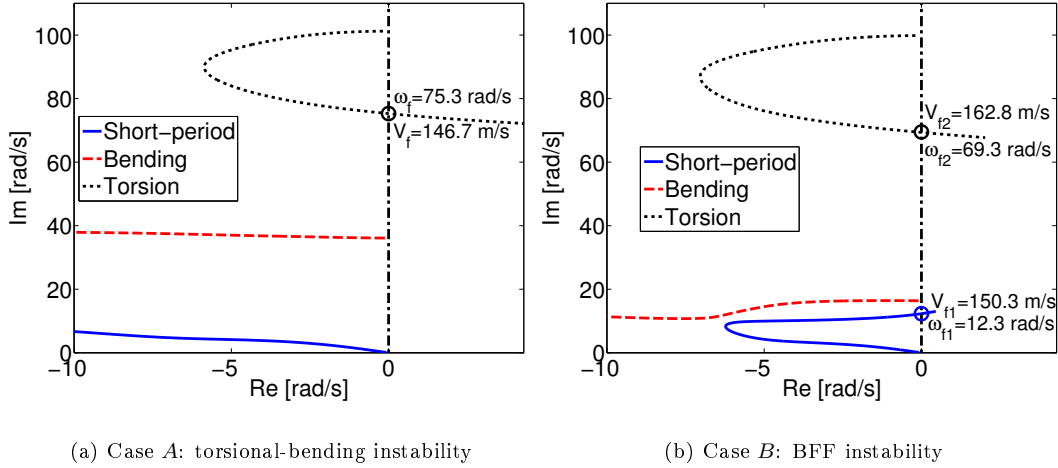 100
80
60
40
20
0
−10
−5
0
Re [rad/s]
Im [rad/s]
Short−period
Bending
Torsion
ω_f=75.3 rad/s
V_f=146.7 m/s
(a) Case A: torsional-bending instability
100
80
60
40
20
0
−10
−5
0
Re [rad/s]
Im [rad/s]
Short−period
Bending
Torsion
V_f2=162.8 m/s
ω_f2=69.3 rad/s
V_f1=150.3 m/s
ω_f1=12.3 rad/s
(b) Case B: BFF instability